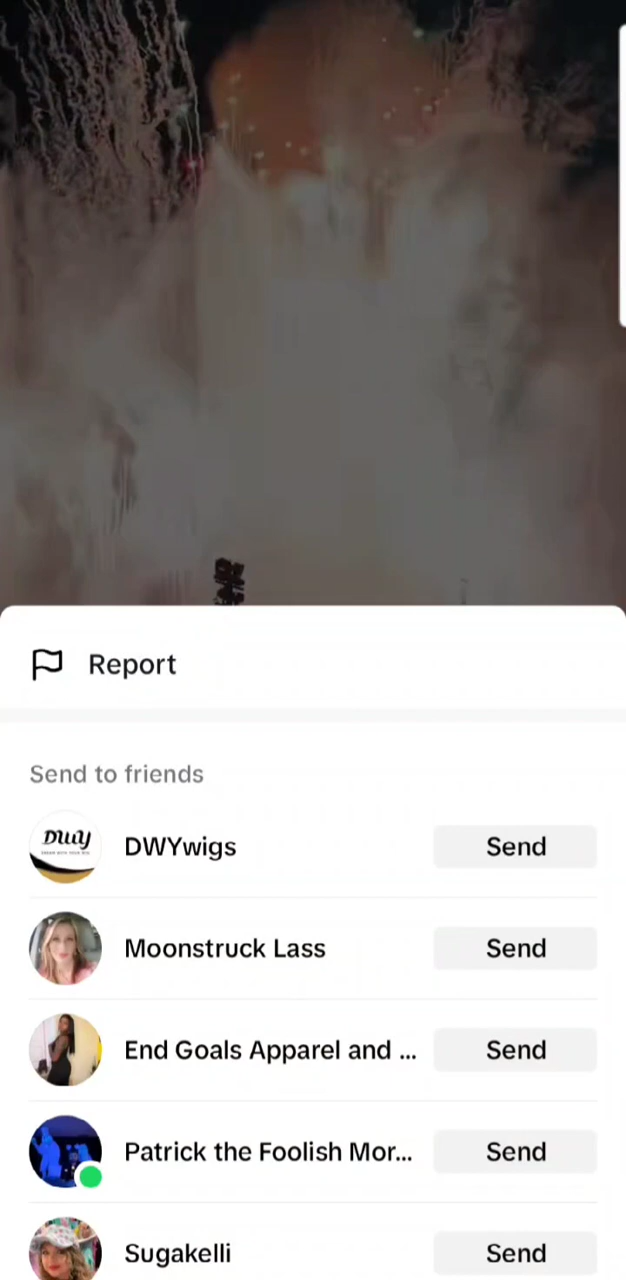 Report
Send to friends
DWY
DWYwigs
Send
Moonstruck Lass
Send
End Goals Apparel and ...
Send
Patrick the Foolish Mor...
Send
Sugakelli
Send